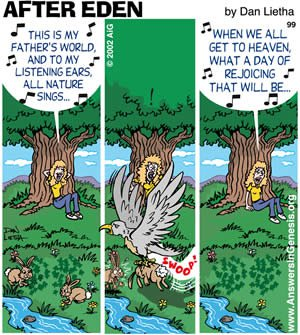 AFTER EDEN
by Dan Lietha
99
THIS IS MY
FATHER'S WORLD,
AND TO MY
LISTENING EARS,
ALL NATURE
SINGS...
DAN
LIETHA
© 2002 AiG
!
SWOOP!
WHEN WE ALL
GET TO HEAVEN,
WHAT A DAY OF
REJOICING
THAT WILL BE...
www.AnswersInGenesis.org